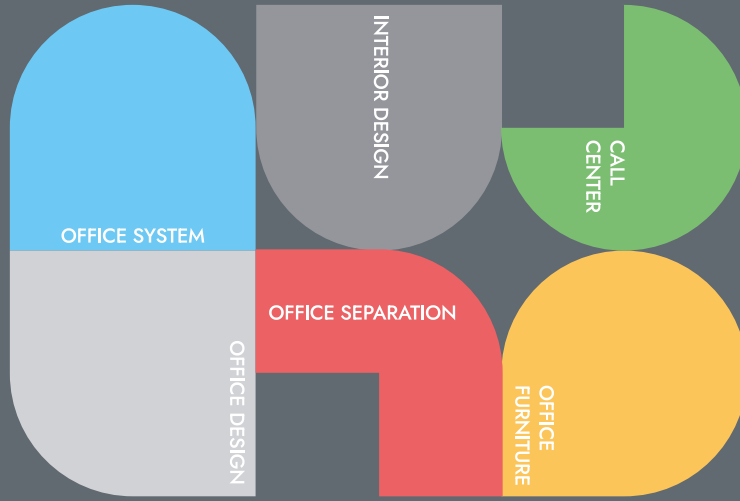 OFFICE SYSTEM
INTERIOR DESIGN
CALL
CENTER
OFFICE DESIGN
OFFICE SEPARATION
OFFICE
FURNITURE